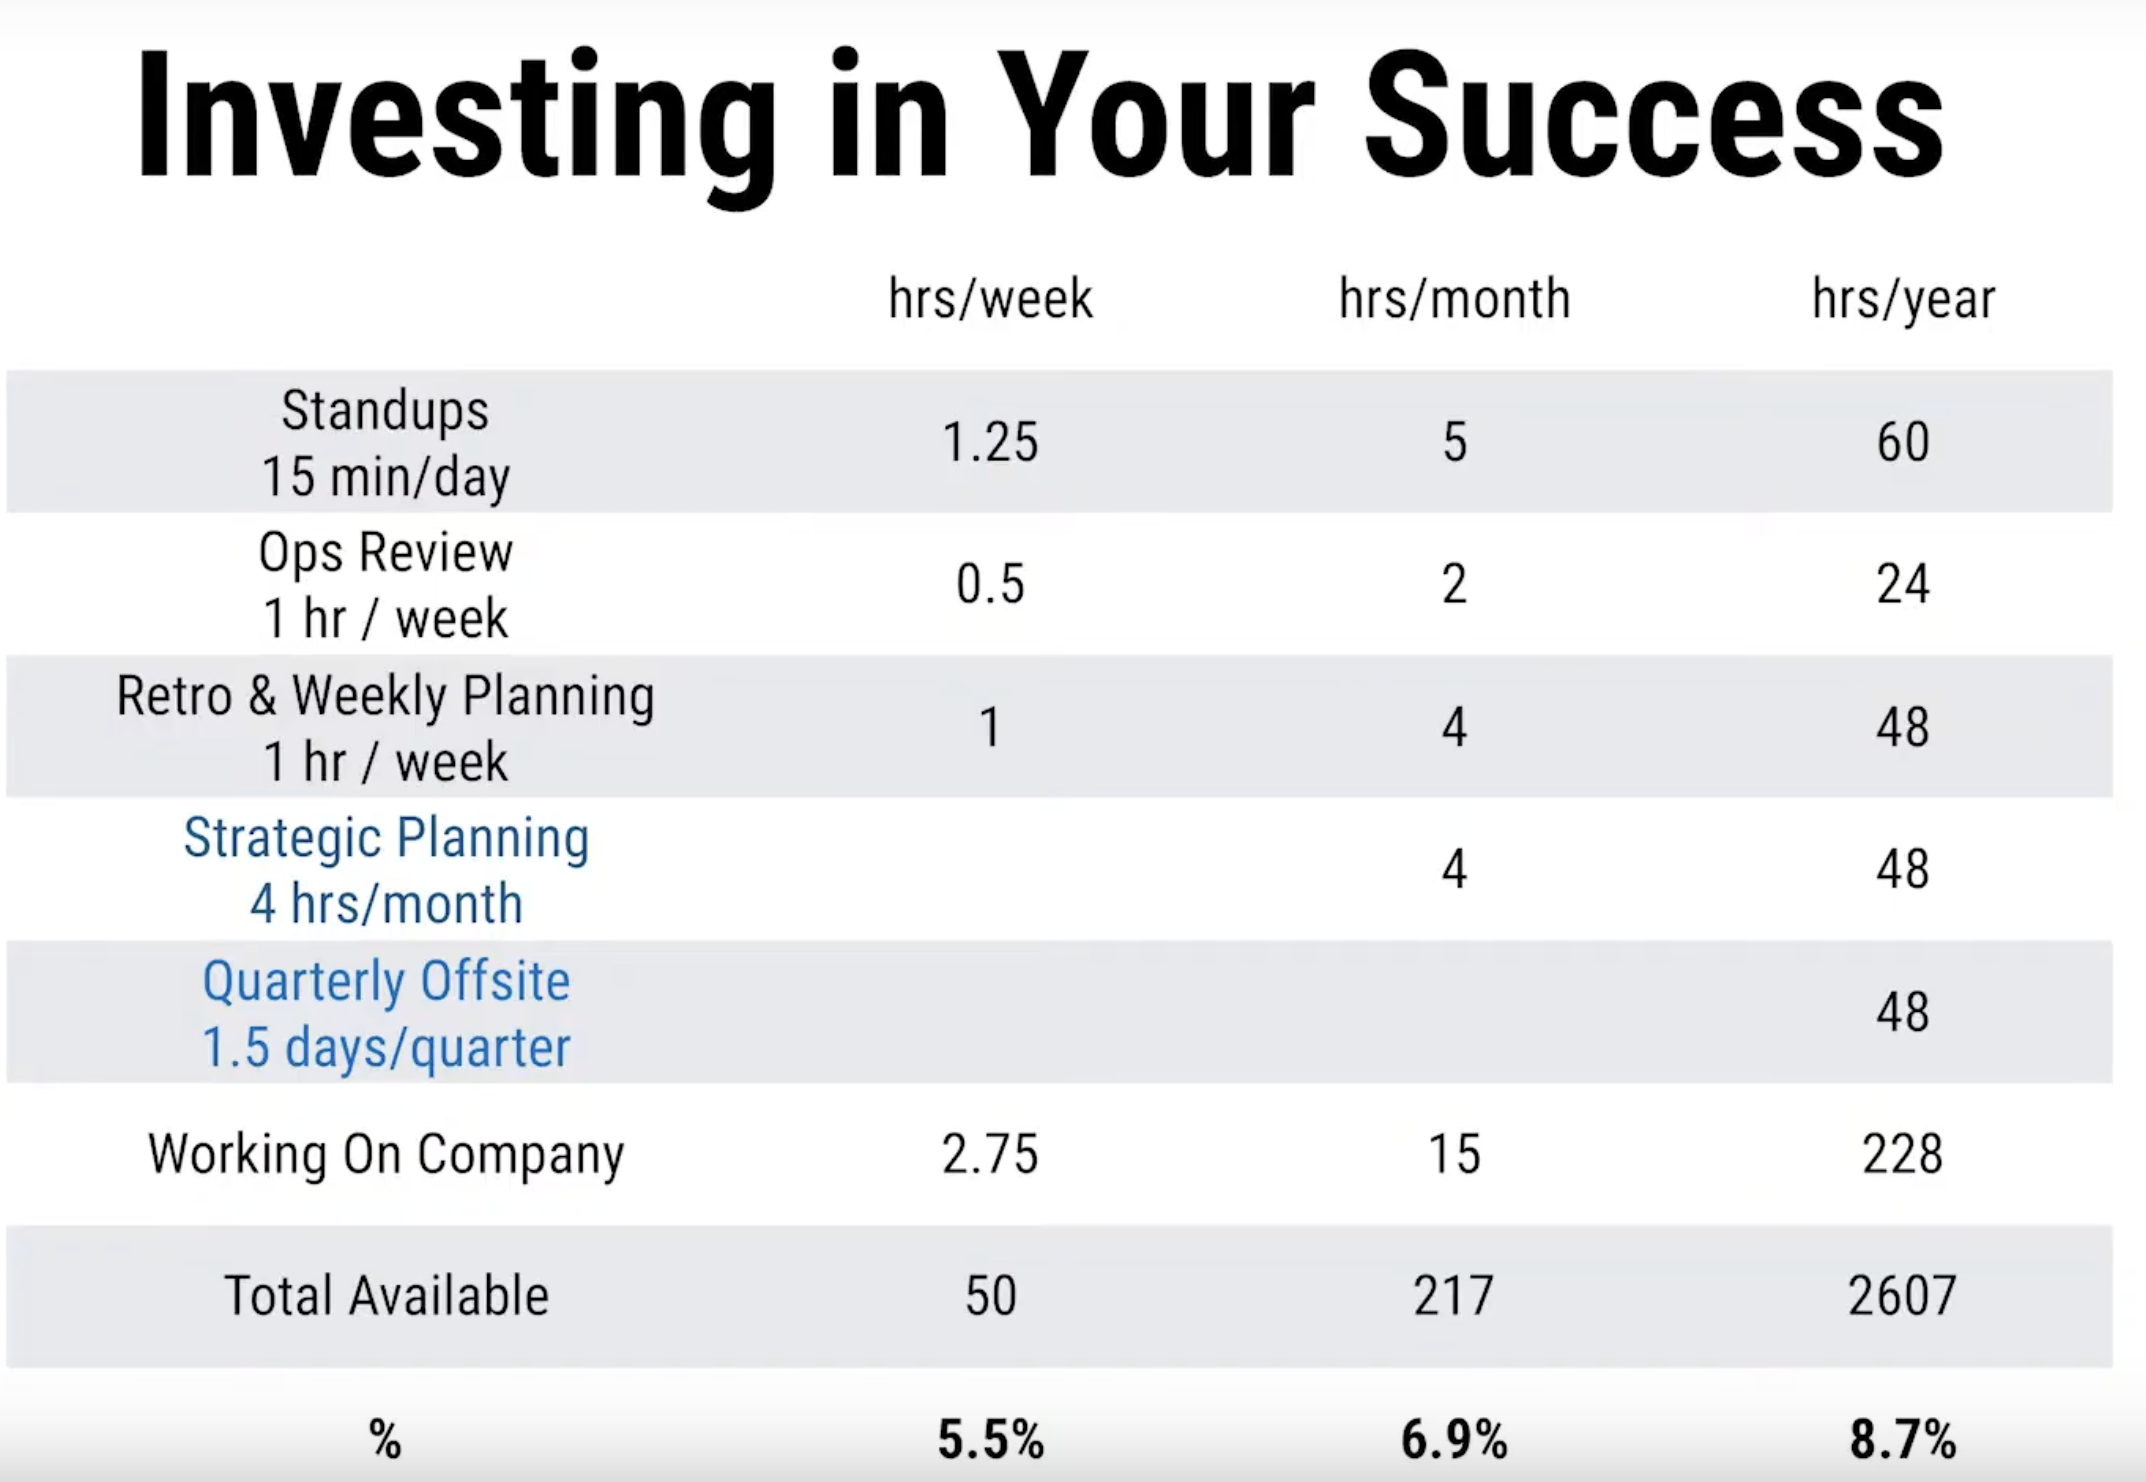 Investing in Your Success
hrs/week hrs/month hrs/year
Standups
15 min/day 1.25 5 60
Ops Review
1 hr / week 0.5 2 24
Retro & Weekly Planning
1 hr / week 1 4 48
Strategic Planning
4 hrs/month 4 48
Quarterly Offsite
1.5 days/quarter 48
Working On Company 2.75 15 228
Total Available 50 217 2607
% 5.5% 6.9% 8.7%